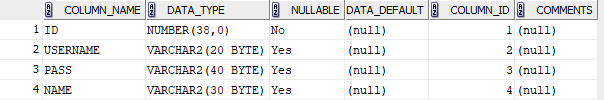 COLUMN_NAME DATA_TYPE NULLABLE DATA_DEFAULT COLUMN_ID COMMENTS
1 ID NUMBER(38,0) No (null) 1 (null)
2 USERNAME VARCHAR2(20 BYTE) Yes (null) 2 (null)
3 PASS VARCHAR2(40 BYTE) Yes (null) 3 (null)
4 NAME VARCHAR2(30 BYTE) Yes (null) 4 (null)